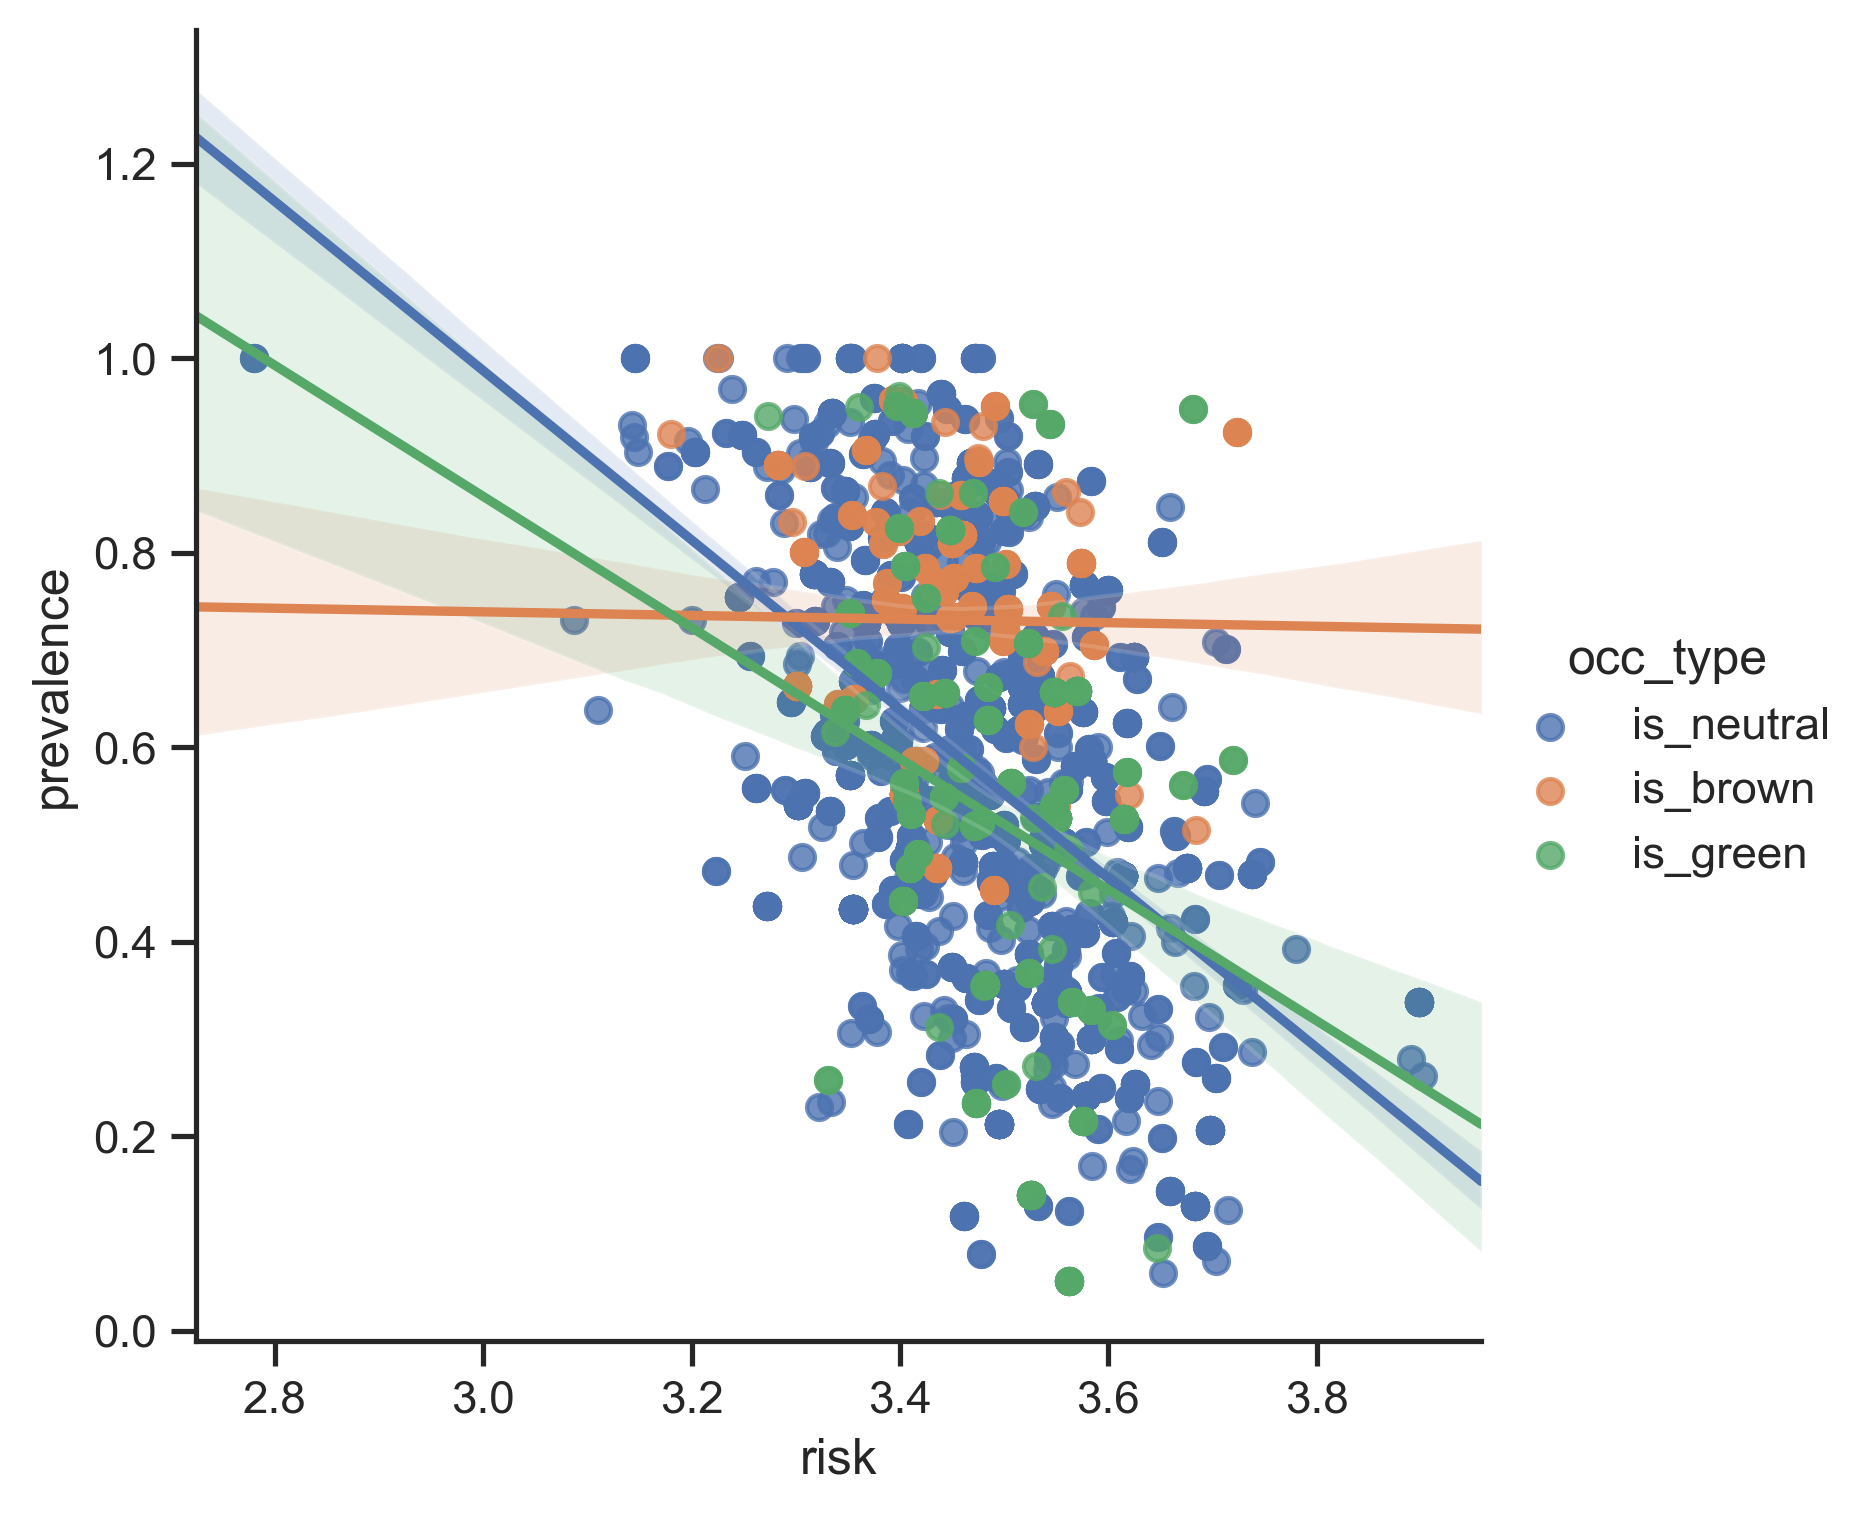 1.2
1.0
0.8
0.6
0.4
0.2
0.0
prevalence
2.8 3.0 3.2 3.4 3.6 3.8
risk
occ_type
is_neutral
is_brown
is_green